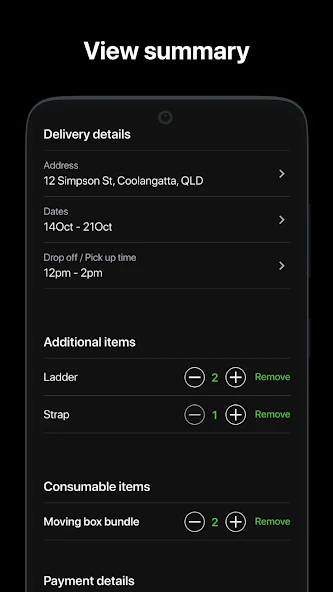 View summary
Delivery details
Address
12 Simpson St, Coolangatta, QLD
Dates
14Oct - 21Oct
Drop off / Pick up time
12pm - 2pm
Additional items
Ladder 2 Remove
Strap 1 Remove
Consumable items
Moving box bundle 2 Remove
Payment details